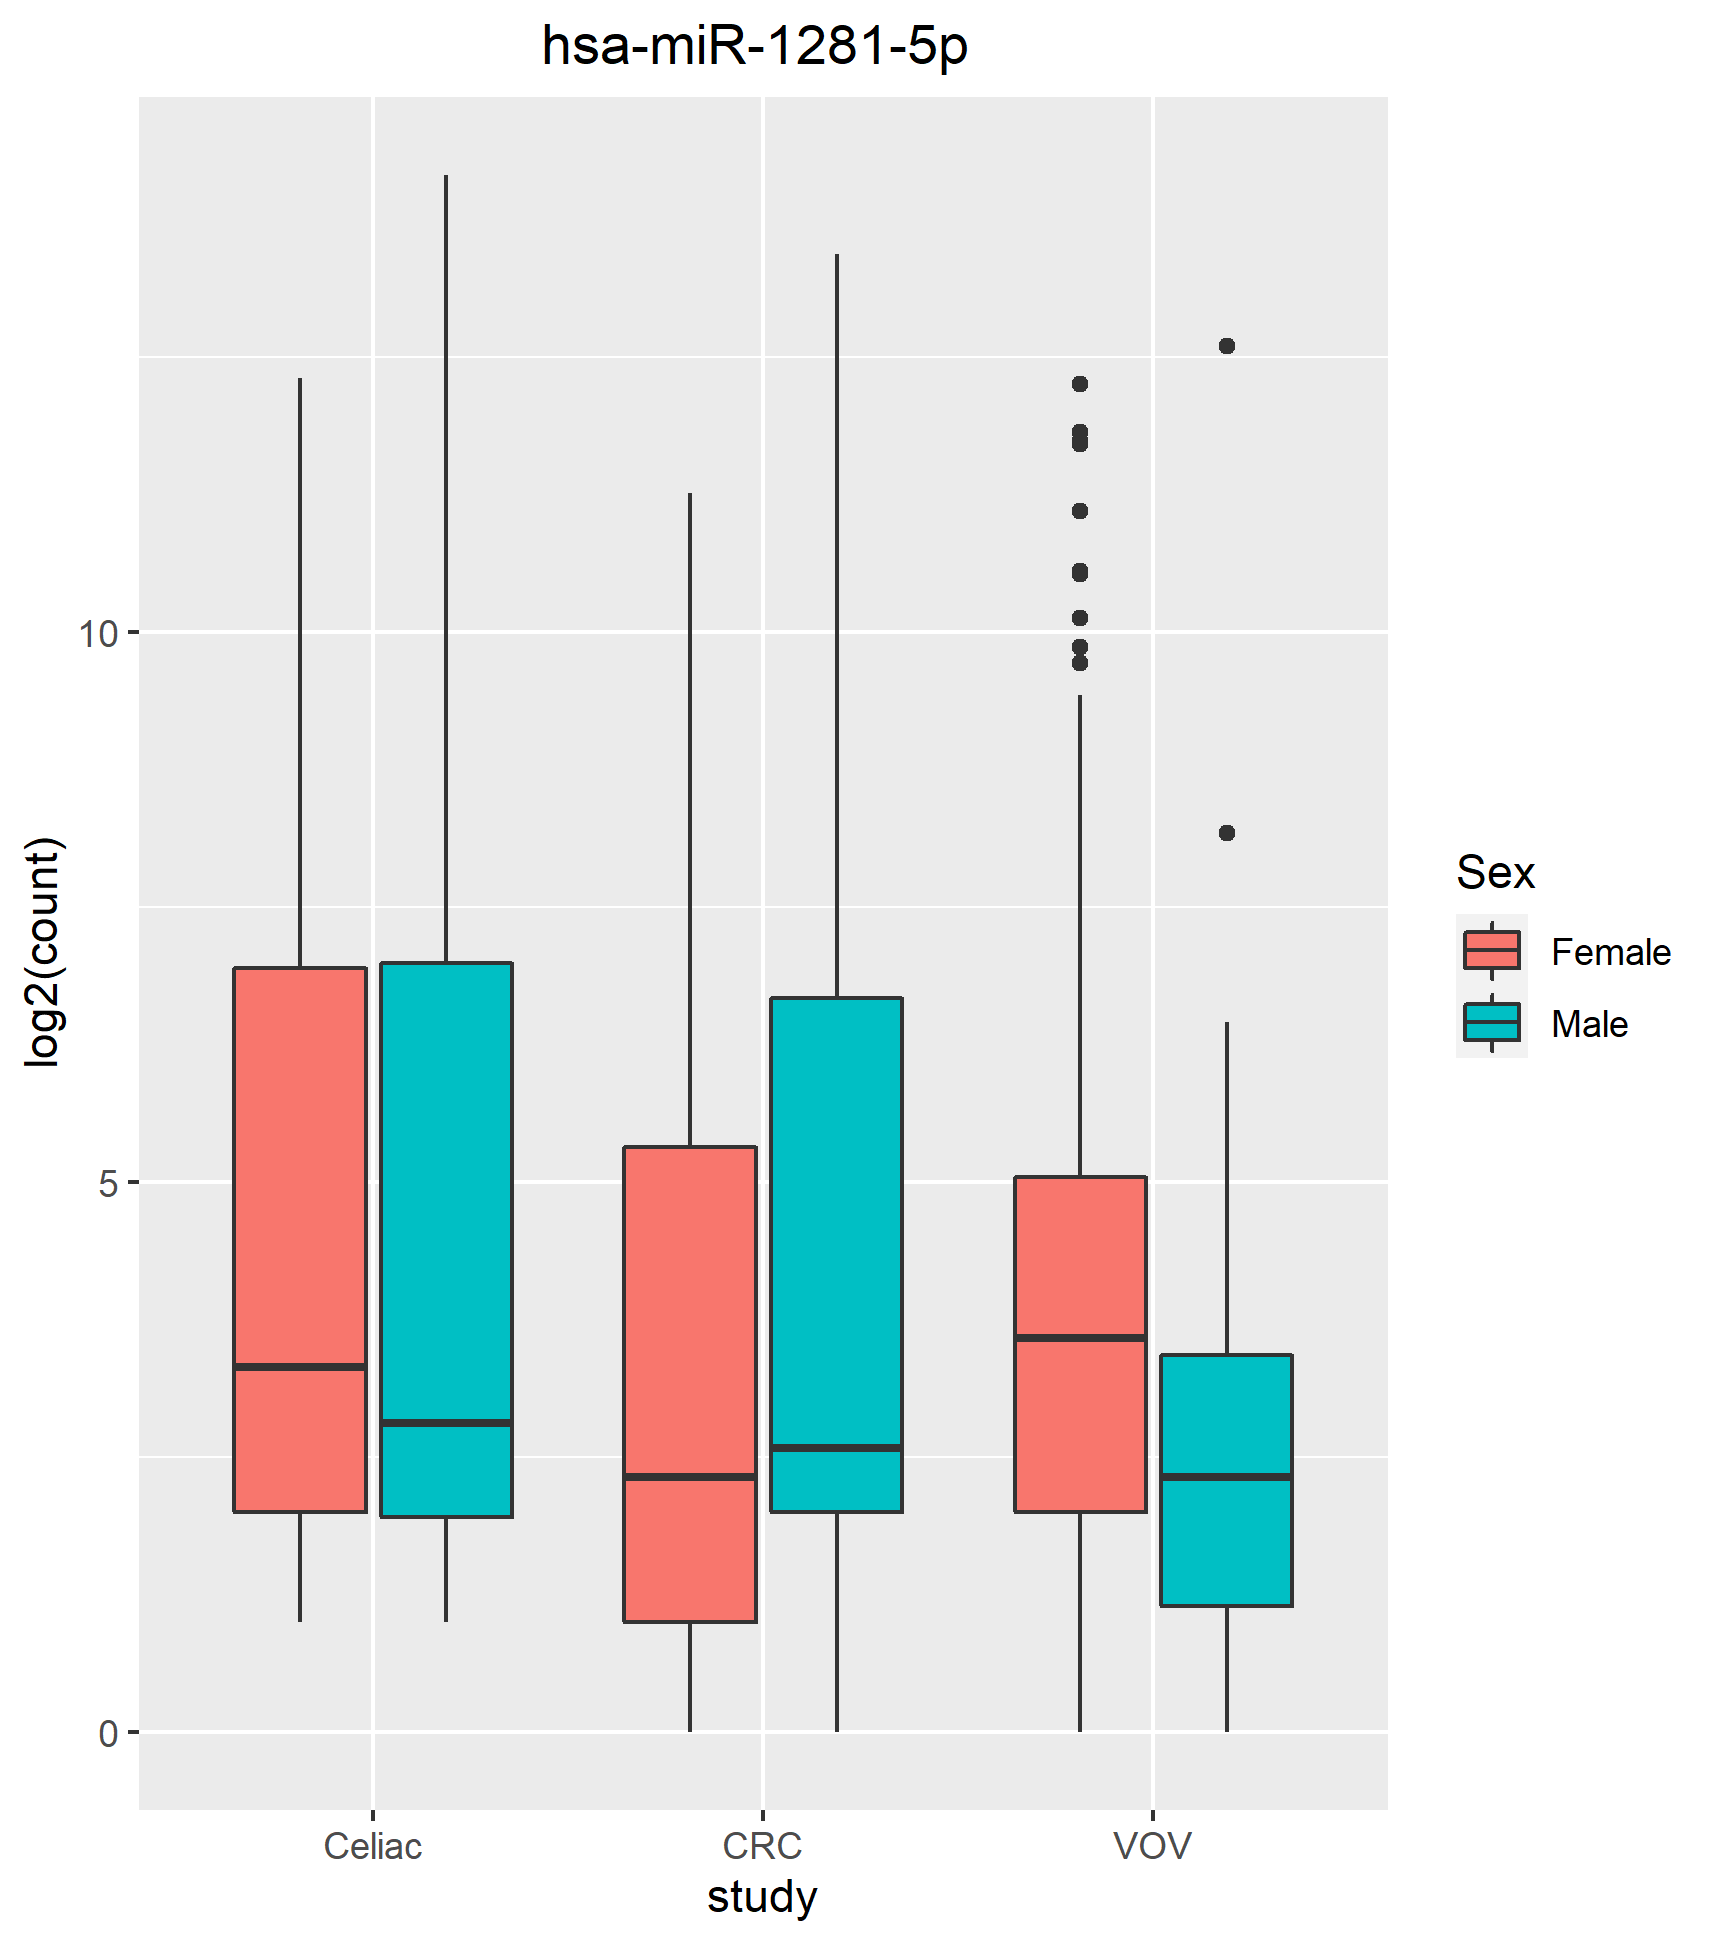 hsa-miR-1281-5p
log2(count)
10
5
0
Celiac
CRC
VOV
study
Sex
Female
Male